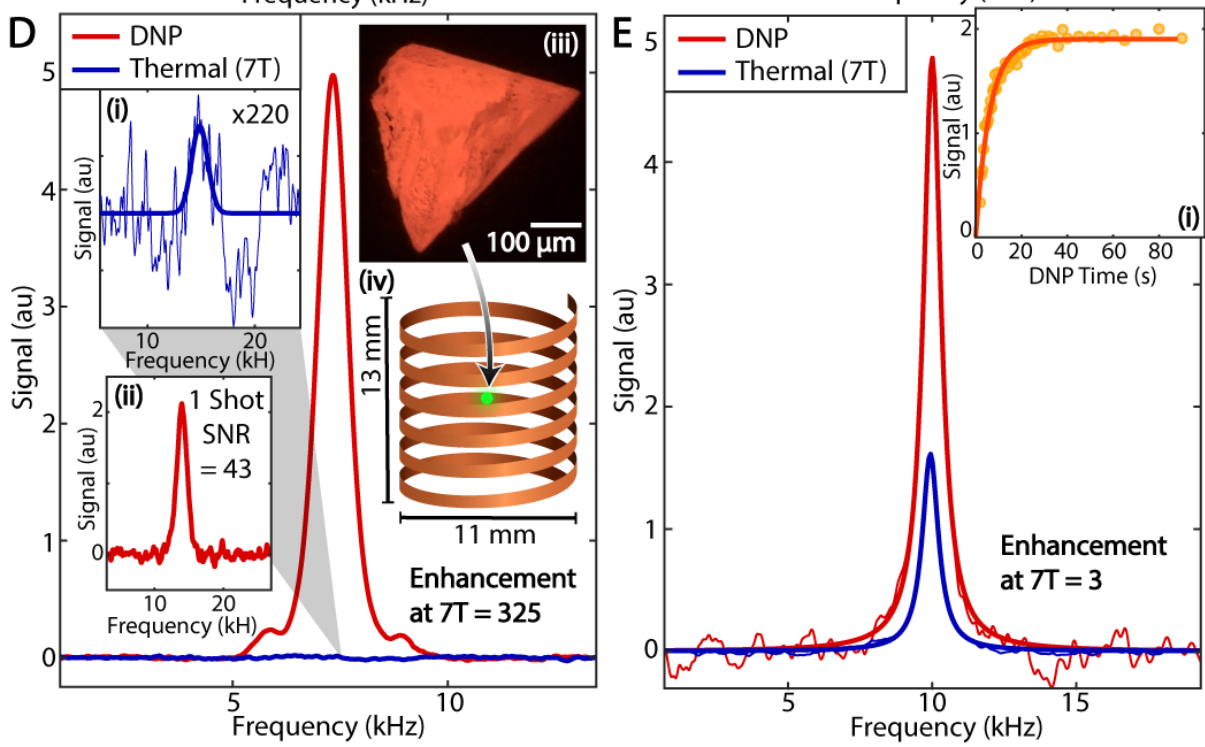 Frequency (kHz)
D
DNP
Thermal (7T)
(i)
x220
Signal (au)
10
20
Frequency (kH)
(ii)
1 Shot
SNR
= 43
2
0
Signal (au)
10
20
Frequency (kH)
(iii)
100 µm
(iv)
13 mm
11 mm
Enhancement
at 7T = 325
5
4
3
2
1
0
Signal (au)
5
10
Frequency (kHz)
E
DNP
Thermal (7T)
2
1
0
Signal (au)
(i)
0
20
40
60
80
DNP Time (s)
Enhancement
at 7T = 3
5
4
3
2
1
0
Signal (au)
5
10
15
Frequency (kHz)